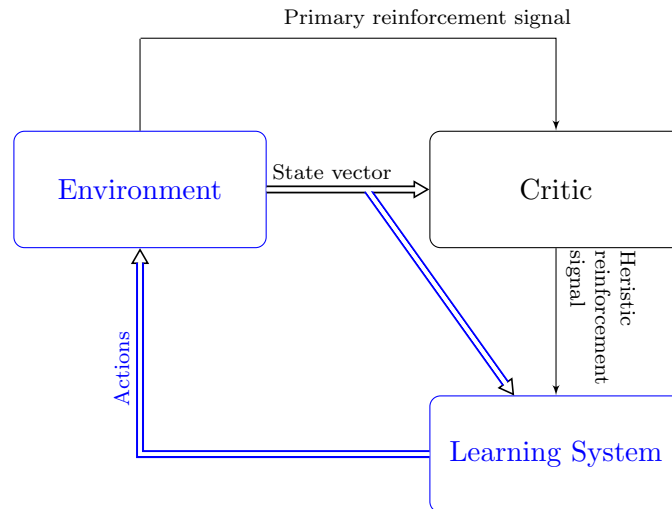 Primary reinforcement signal
State vector
Environment
Critic
Heristic
reinforcement
signal
Actions
Learning System